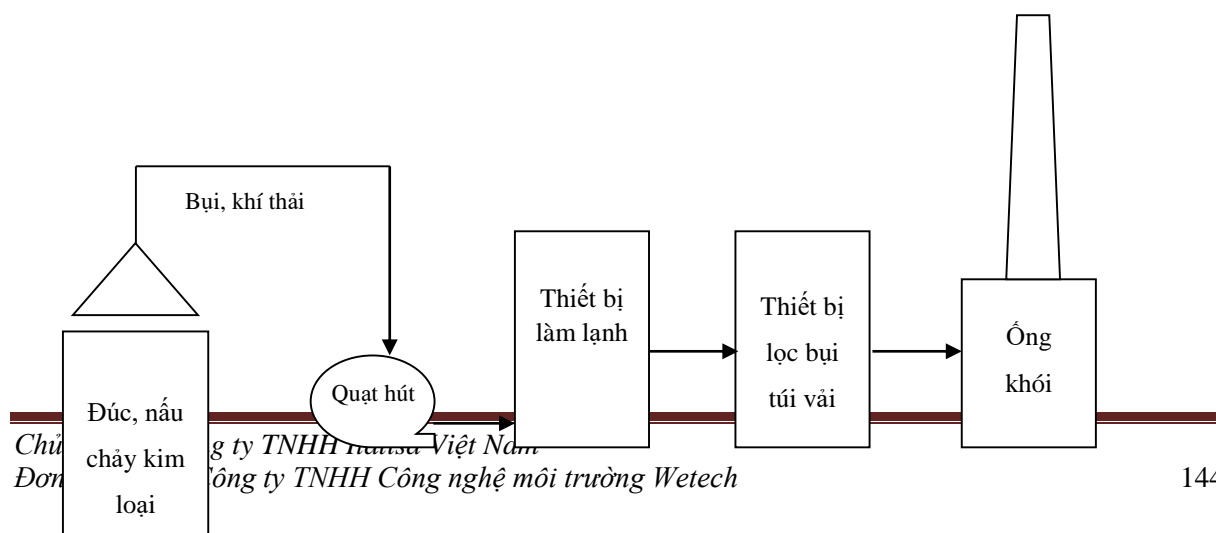 Bụi, khí thải
Thiết bị
làm lạnh
Thiết bị
lọc bụi
túi vải
Ống
khói
Quạt hút
Đúc, nấu
chảy kim
loại
ty TNHH Việt Nam
Công ty TNHH Công nghệ môi trường Wetech
144